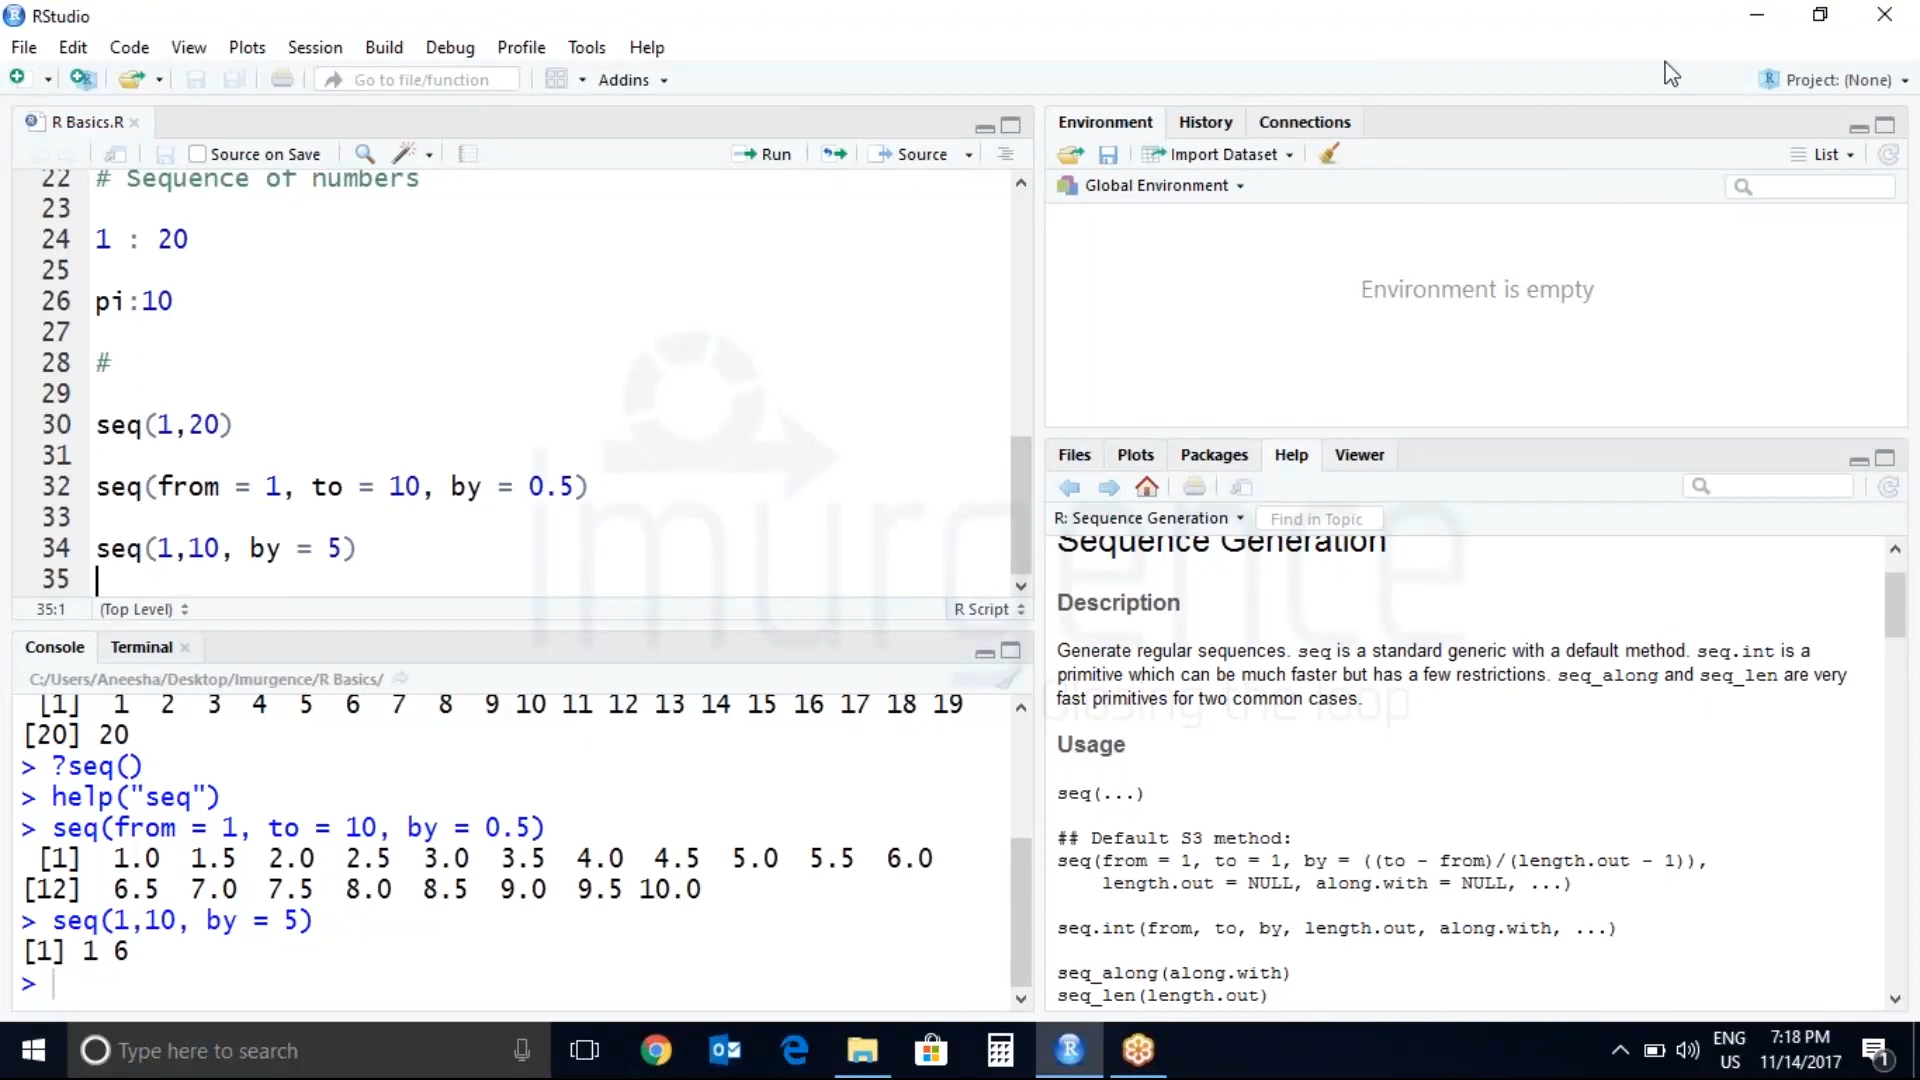 RStudio
File Edit Code View Plots Session Build Debug Profile Tools Help
Go to file/function Addins Project: (None)
R Basics.R
Source on Save Run Source
22 # Sequence of numbers
23
24 1 : 20
25
26 pi:10
27
28 #
29
30 seq(1,20)
31
32 seq(from = 1, to = 10, by = 0.5)
33
34 seq(1,10, by = 5)
35
35:1 (Top Level) R Script
Console Terminal
C:/Users/Aneesha/Desktop/Imurgence/R Basics/
[1] 1 2 3 4 5 6 7 8 9 10 11 12 13 14 15 16 17 18 19
[20] 20
> ?seq()
> help("seq")
> seq(from = 1, to = 10, by = 0.5)
[1] 1.0 1.5 2.0 2.5 3.0 3.5 4.0 4.5 5.0 5.5 6.0
[12] 6.5 7.0 7.5 8.0 8.5 9.0 9.5 10.0
> seq(1,10, by = 5)
[1] 1 6
>
Environment History Connections
Import Dataset List
Global Environment
Environment is empty
Files Plots Packages Help Viewer
R: Sequence Generation Find in Topic
Sequence Generation
Description
Generate regular sequences. seq is a standard generic with a default method. seq.int is a
primitive which can be much faster but has a few restrictions. seq_along and seq_len are very
fast primitives for two common cases.
Usage
seq(...)
## Default S3 method:
seq(from = 1, to = 1, by = ((to - from)/(length.out - 1)),
length.out = NULL, along.with = NULL, ...)
seq.int(from, to, by, length.out, along.with, ...)
seq_along(along.with)
seq_len(length.out)
imurgence
closing the loop
Type here to search
ENG
US
7:18 PM
11/14/2017
1